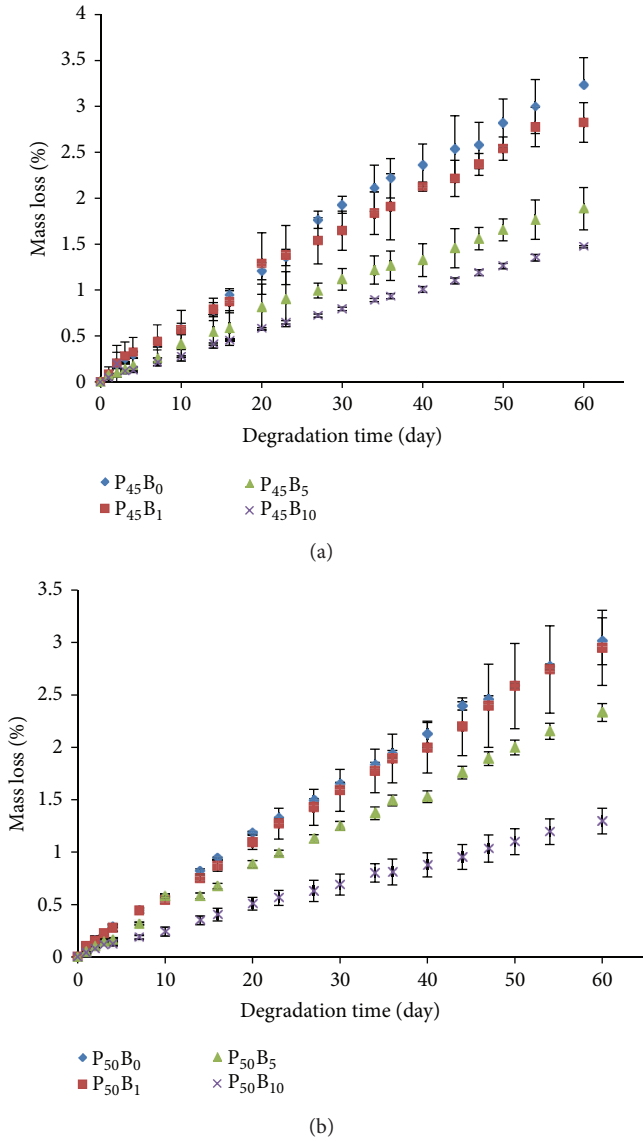 4
3.5
3
2.5
2
1.5
1
0.5
0
Mass loss (%)
0 10 20 30 40 50 60
Degradation time (day)
P45B0 P45B5
P45B1 P45B10
(a)
3.5
3
2.5
2
1.5
1
0.5
0
Mass loss (%)
0 10 20 30 40 50 60
Degradation time (day)
P50B0 P50B5
P50B1 P50B10
(b)